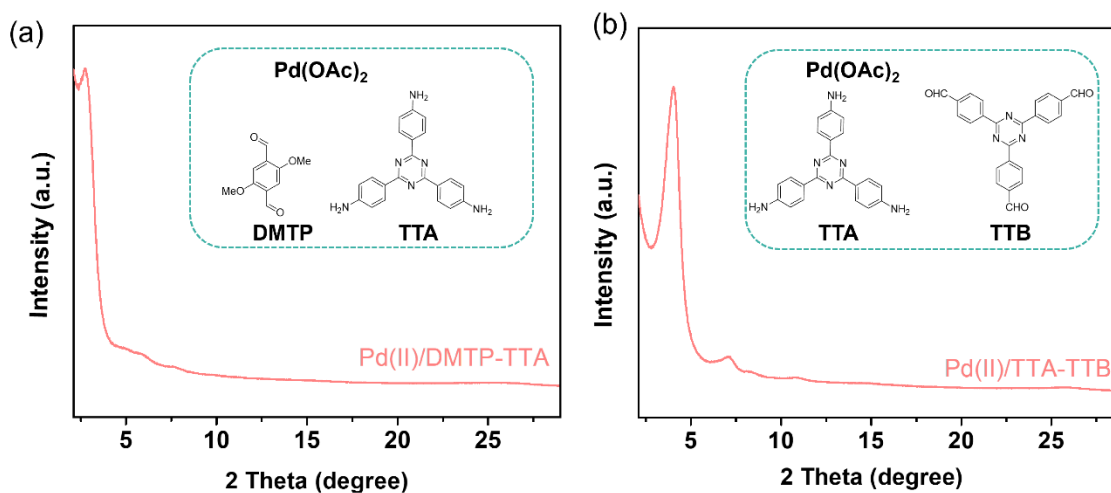 (a)
Pd(OAc)₂
NH₂
O
OMe
MeO
O
N
N
N
H₂N
NH₂
DMTP
TTA
Intensity (a.u.)
Pd(II)/DMTP-TTA
5
10
15
20
25
2 Theta (degree)
(b)
Pd(OAc)₂
NH₂
N
N
N
H₂N
NH₂
OHC
CHO
N
N
N
CHO
TTA
TTB
Intensity (a.u.)
Pd(II)/TTA-TTB
5
10
15
20
25
2 Theta (degree)